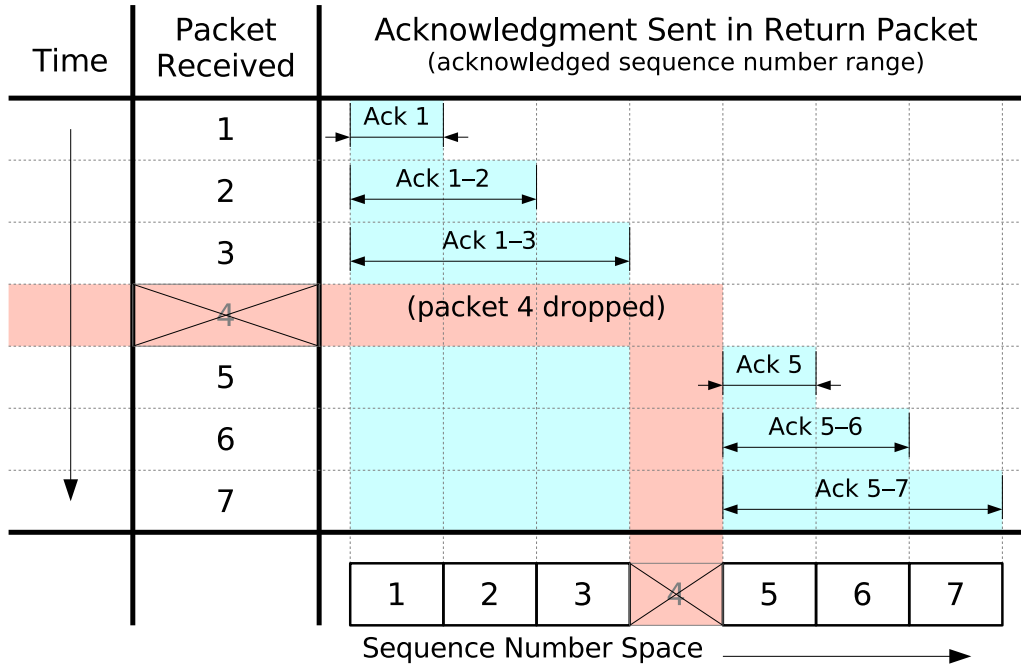 Time
Packet
Received
Acknowledgment Sent in Return Packet
(acknowledged sequence number range)
1
Ack 1
2
Ack 1–2
3
Ack 1–3
4
(packet 4 dropped)
5
Ack 5
6
Ack 5–6
7
Ack 5–7
1 2 3 4 5 6 7
Sequence Number Space